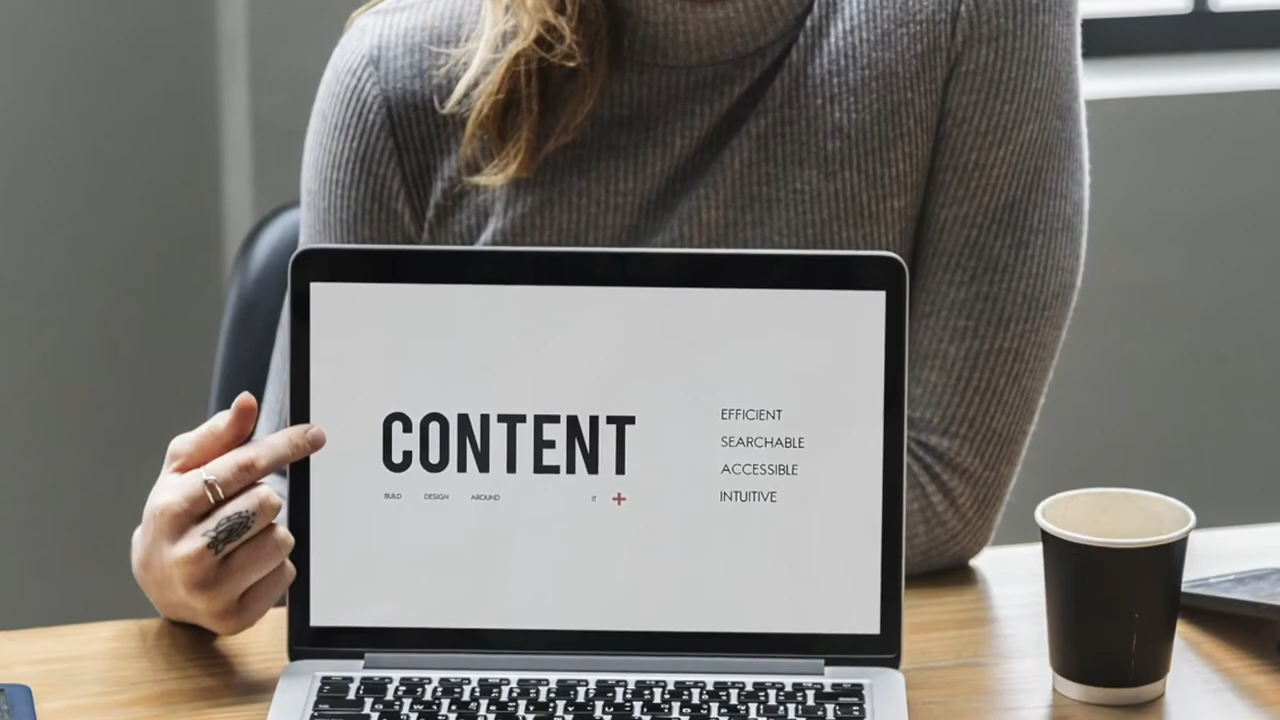 CONTENT
BUILD DESIGN AROUND IT +
EFFICIENT
SEARCHABLE
ACCESSIBLE
INTUITIVE